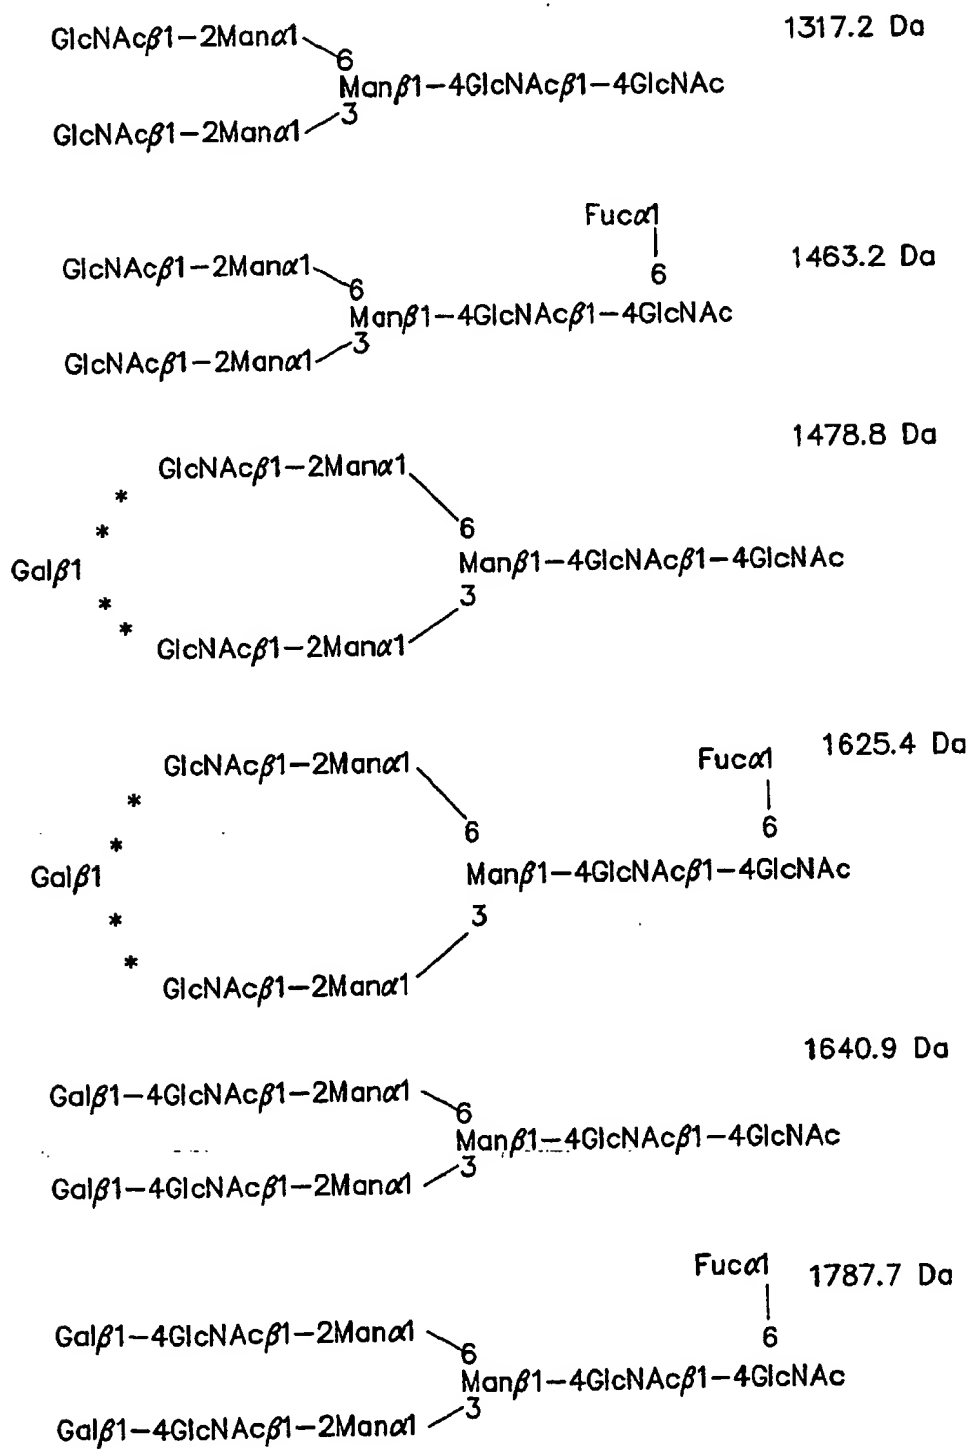 1317.2 Da
GlcNAcβ1-2Manα1
6
Manβ1-4GlcNAcβ1-4GlcNAc
3
GlcNAcβ1-2Manα1
Fucα1
1463.2 Da
GlcNAcβ1-2Manα1
6
6
Manβ1-4GlcNAcβ1-4GlcNAc
3
GlcNAcβ1-2Manα1
1478.8 Da
GlcNAcβ1-2Manα1
*
*
6
Galβ1
Manβ1-4GlcNAcβ1-4GlcNAc
3
*
*
GlcNAcβ1-2Manα1
1625.4 Da
Fucα1
GlcNAcβ1-2Manα1
*
6
6
*
Galβ1
Manβ1-4GlcNAcβ1-4GlcNAc
3
*
*
GlcNAcβ1-2Manα1
1640.9 Da
Galβ1-4GlcNAcβ1-2Manα1
6
Manβ1-4GlcNAcβ1-4GlcNAc
3
Galβ1-4GlcNAcβ1-2Manα1
Fucα1
1787.7 Da
Galβ1-4GlcNAcβ1-2Manα1
6
6
Manβ1-4GlcNAcβ1-4GlcNAc
3
Galβ1-4GlcNAcβ1-2Manα1